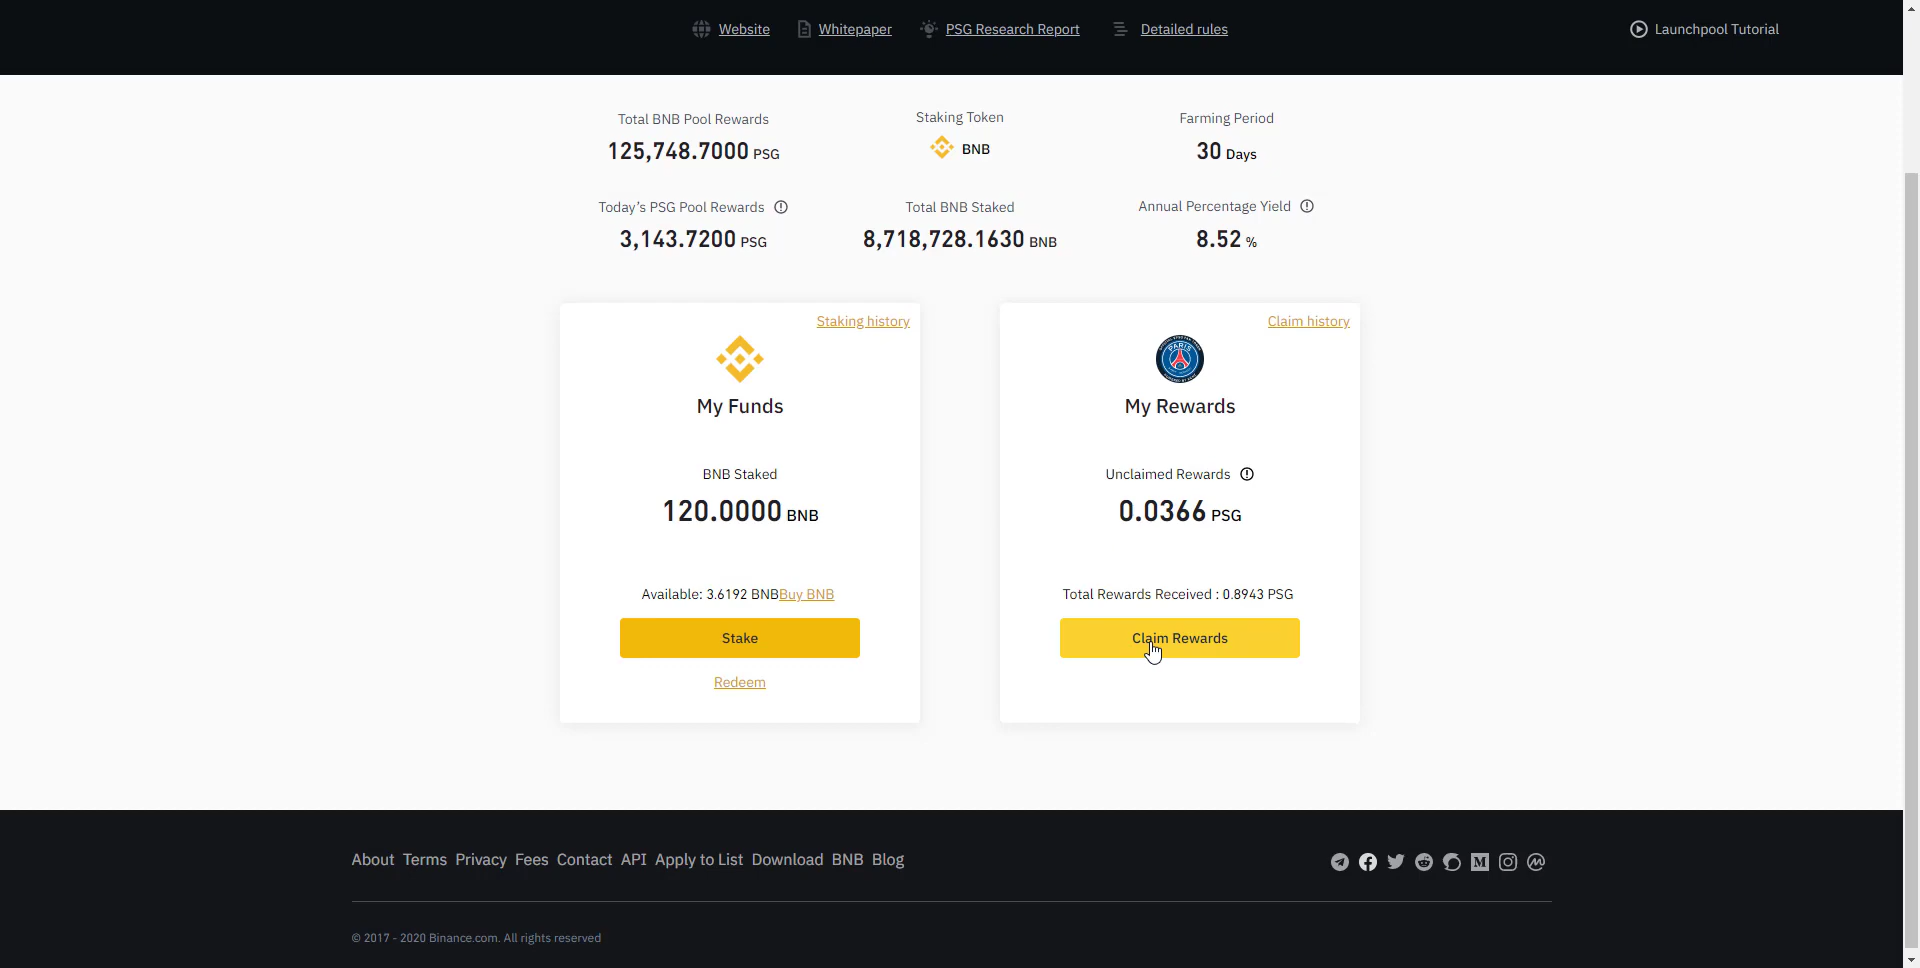 Website Whitepaper PSG Research Report Detailed rules Launchpool Tutorial
Total BNB Pool Rewards
125,748.7000 PSG
Staking Token
BNB
Farming Period
30 Days
Today’s PSG Pool Rewards
3,143.7200 PSG
Total BNB Staked
8,718,728.1630 BNB
Annual Percentage Yield
8.52 %
Staking history
My Funds
BNB Staked
120.0000 BNB
Available: 3.6192 BNBBuy BNB
Stake
Redeem
Claim history
PARIS
My Rewards
Unclaimed Rewards
0.0366 PSG
Total Rewards Received : 0.8943 PSG
Claim Rewards
About Terms Privacy Fees Contact API Apply to List Download BNB Blog
© 2017 - 2020 Binance.com. All rights reserved